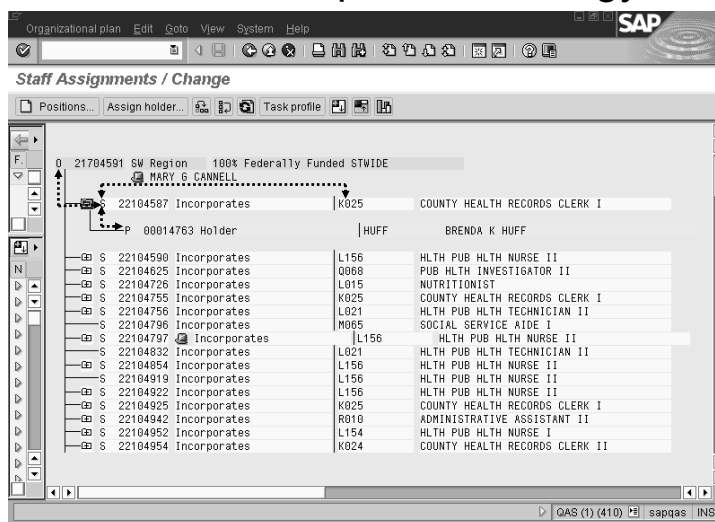 Organizational plan Edit Goto View System Help
SAP
Staff Assignments / Change
Positions... Assign holder... Task profile
F.
N
O 21704591 SW Region 100% Federally Funded STWIDE
MARY G CANNELL
S 22104587 Incorporates K025 COUNTY HEALTH RECORDS CLERK I
P 00014763 Holder HUFF BRENDA K HUFF
S 22104590 Incorporates L156 HLTH PUB HLTH NURSE II
S 22104625 Incorporates Q068 PUB HLTH INVESTIGATOR II
S 22104726 Incorporates L015 NUTRITIONIST
S 22104755 Incorporates K025 COUNTY HEALTH RECORDS CLERK I
S 22104756 Incorporates L021 HLTH PUB HLTH TECHNICIAN II
S 22104796 Incorporates M065 SOCIAL SERVICE AIDE I
S 22104797 Incorporates L156 HLTH PUB HLTH NURSE II
S 22104832 Incorporates L021 HLTH PUB HLTH TECHNICIAN II
S 22104854 Incorporates L156 HLTH PUB HLTH NURSE II
S 22104919 Incorporates L156 HLTH PUB HLTH NURSE II
S 22104922 Incorporates L156 HLTH PUB HLTH NURSE II
S 22104925 Incorporates K025 COUNTY HEALTH RECORDS CLERK I
S 22104942 Incorporates R010 ADMINISTRATIVE ASSISTANT II
S 22104952 Incorporates L154 HLTH PUB HLTH NURSE I
S 22104954 Incorporates K024 COUNTY HEALTH RECORDS CLERK II
QAS (1) (410) sapqas INS